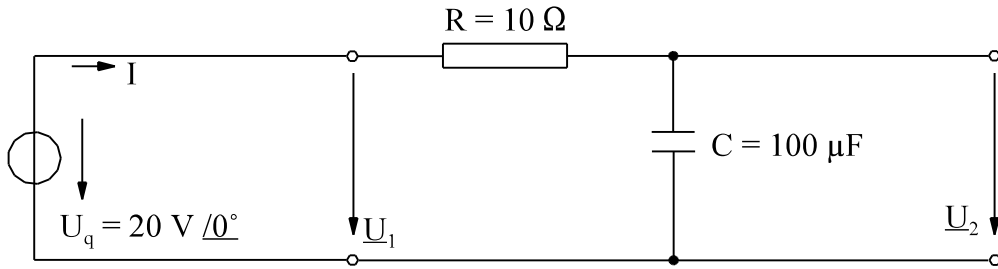 R = 10 Ω
I
C = 100 µF
U_q = 20 V /0°
U_1
U_2